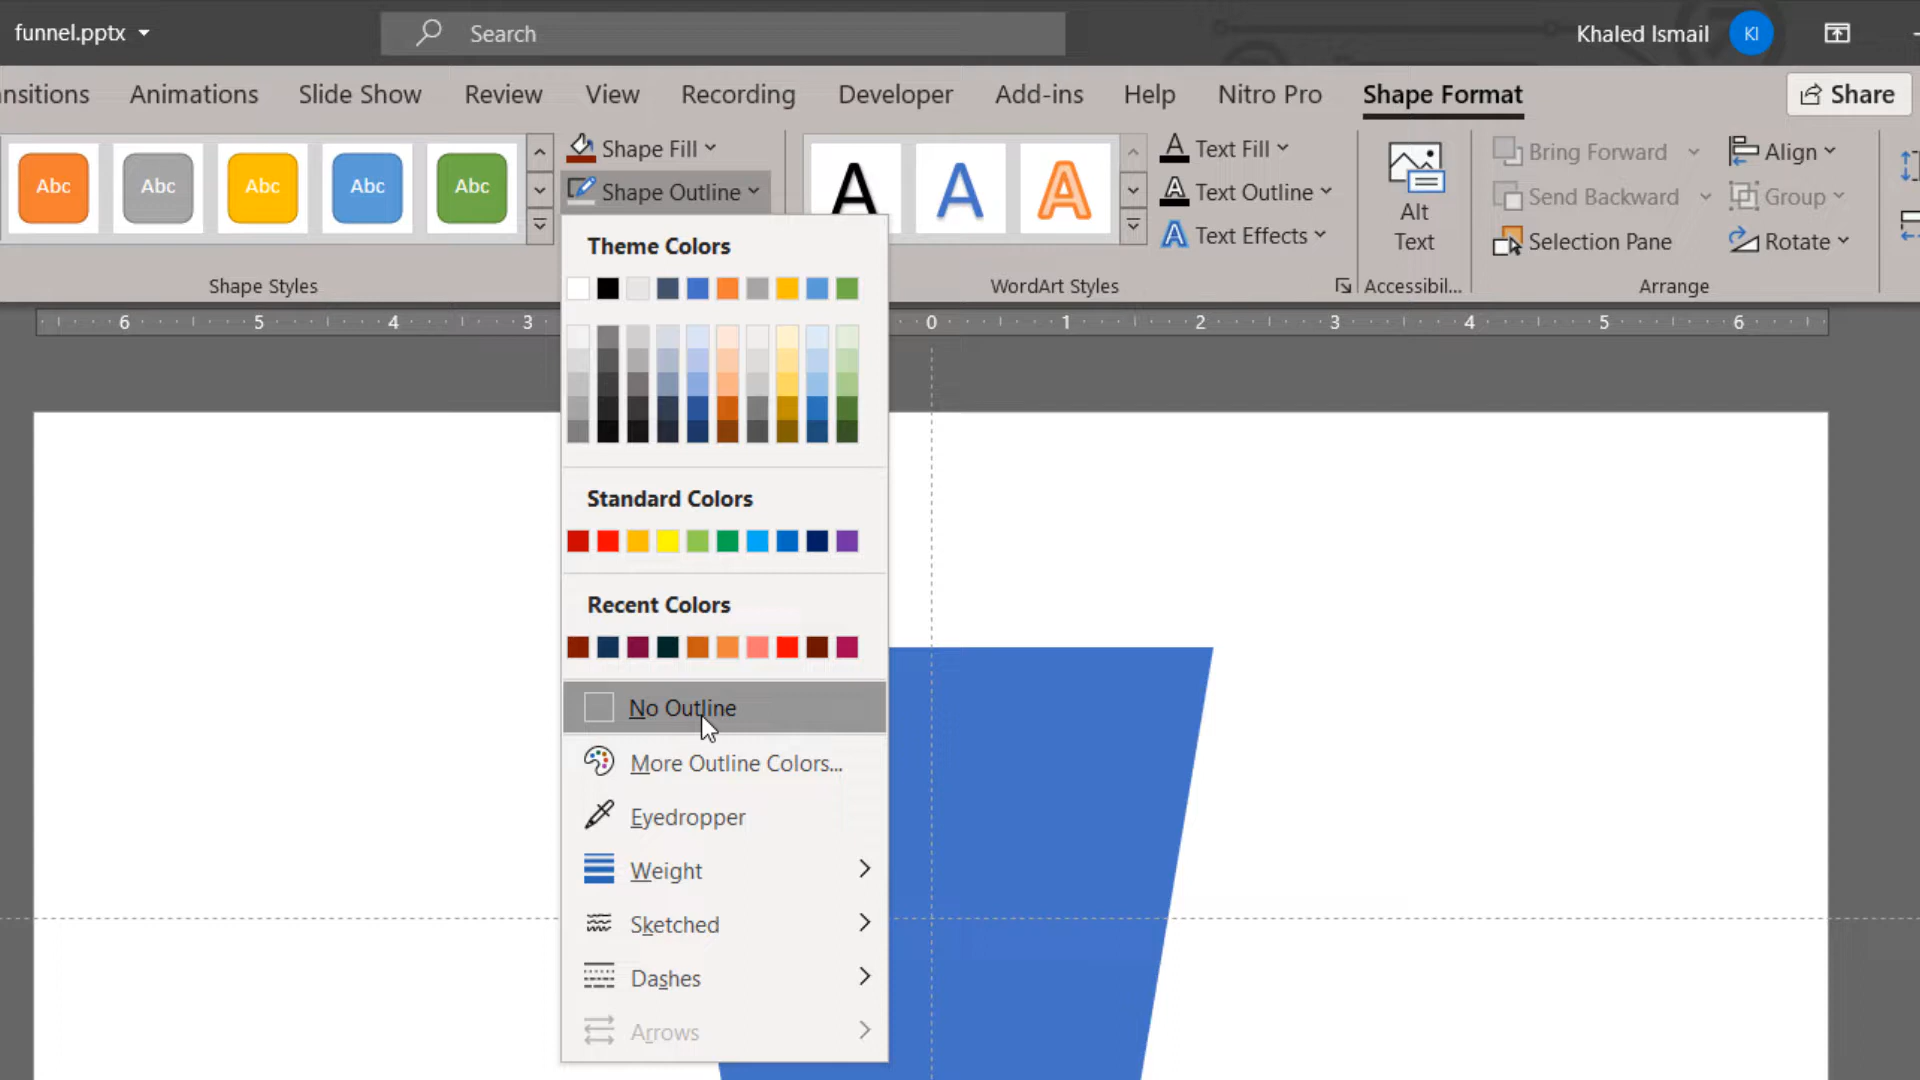 funnel.pptx
Search
Khaled Ismail
KI
nsitions
Animations
Slide Show
Review
View
Recording
Developer
Add-ins
Help
Nitro Pro
Shape Format
Share
Abc
Abc
Abc
Abc
Abc
Shape Fill
Shape Outline
A
A
A
Text Fill
Text Outline
Text Effects
Alt
Text
Bring Forward
Send Backward
Selection Pane
Align
Group
Rotate
Shape Styles
WordArt Styles
Accessibil...
Arrange
6 5 4 3 0 1 2 3 4 5 6
Theme Colors
Standard Colors
Recent Colors
No Outline
More Outline Colors...
Eyedropper
Weight
Sketched
Dashes
Arrows